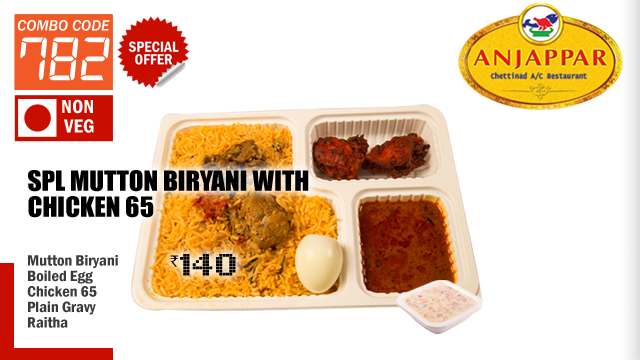 COMBO CODE
782
SPECIAL
OFFER
NON
VEG
ANJAPPAR
Chettinad A/C Restaurant
SPL MUTTON BIRYANI WITH
CHICKEN 65
₹140
Mutton Biryani
Boiled Egg
Chicken 65
Plain Gravy
Raitha